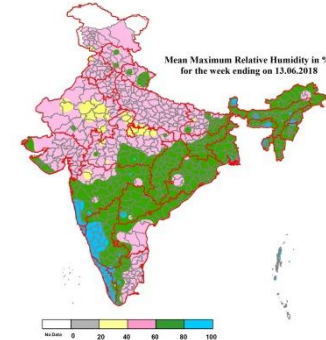 Mean Maximum Relative Humidity in %
for the week ending on 13.06.2018
No Data 0 20 40 60 80 100